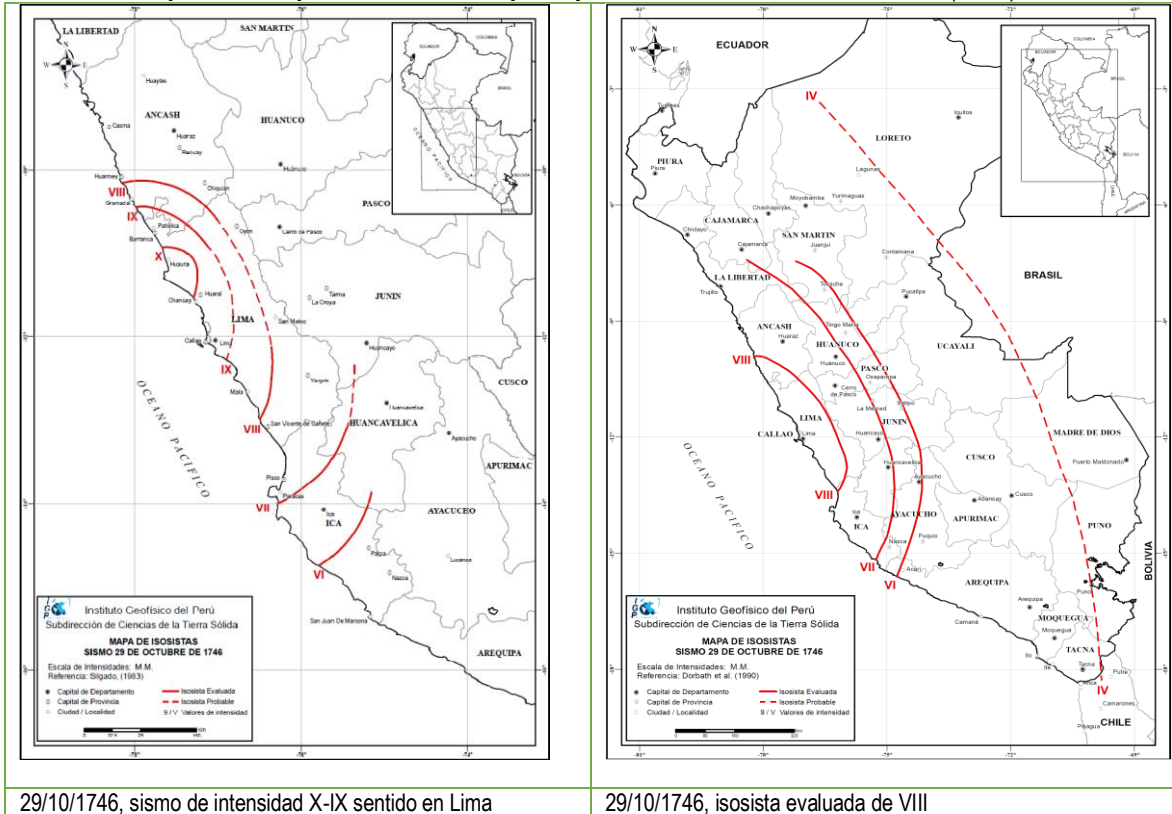 LA LIBERTAD
SAN MARTIN
Huaylas
ANCASH
HUANUCO
Casma
Huaraz
Recuay
Huánuco
Huarmey
Chiquian
VIII
Gramadal
IX
PASCO
Pativilca
Oyon
Cerro de Pasco
Barranca
X
Huaura
Chancay
Huaral
Tarma
La Oroya
JUNIN
LIMA
San Mateo
Callao
Lima
Huancayo
IX
Yauyos
CUSCO
Mala
Huancavelica
VIII
San Vicente de Cañete
HUANCAVELICA
Ayacucho
OCEANO PACIFICO
APURIMAC
Pisco
Paracas
VII
Ica
AYACUCHO
ICA
Palpa
Lucanas
VI
Nazca
San Juan De Marcona
AREQUIPA
Instituto Geofísico del Perú
Subdirección de Ciencias de la Tierra Sólida
MAPA DE ISOSISTAS
SISMO 29 DE OCTUBRE DE 1746
Escala de Intensidades: M.M.
Referencia: Silgado, (1983)
Capital de Departamento
Isosista Evaluada
Capital de Provincia
Isosista Probable
Ciudad / Localidad
9 / V Valores de intensidad
29/10/1746, sismo de intensidad X-IX sentido en Lima
ECUADOR
COLOMBIA
ECUADOR
BRASIL
BOLIVIA
IV
Tumbes
Iquitos
LORETO
PIURA
Piura
Lagunas
Moyobamba
Yurimaguas
Chachapoyas
CAJAMARCA
Chiclayo
SAN MARTIN
Cajamarca
Juanjui
Contamana
BRASIL
LA LIBERTAD
Trujillo
Tocache
Pucallpa
ANCASH
Tingo María
Huaraz
HUANUCO
UCAYALI
VIII
Huánuco
PASCO
Oxapampa
Cerro
de Pasco
LIMA
La Merced
Satipo
MADRE DE DIOS
CALLAO
Lima
Huancayo
JUNIN
CUSCO
Puerto Maldonado
Huancavelica
VIII
Ayacucho
Abancay
Cusco
OCEANO PACIFICO
Ica
AYACUCHO
APURIMAC
ICA
PUNO
Nazca
Puquio
BOLIVIA
VII
VI
Acarí
AREQUIPA
Puno
Arequipa
Camaná
MOQUEGUA
Moquegua
TACNA
Ilo
Tacna
Arica
Putre
IV
Camarones
Pisagua
CHILE
Instituto Geofísico del Perú
Subdirección de Ciencias de la Tierra Sólida
MAPA DE ISOSISTAS
SISMO 29 DE OCTUBRE DE 1746
Escala de Intensidades: M.M.
Referencia: Dorbath et al. (1990)
Capital de Departamento
Isosista Evaluada
Capital de Provincia
Isosista Probable
Ciudad / Localidad
9 / V Valores de intensidad
29/10/1746, isosista evaluada de VIII